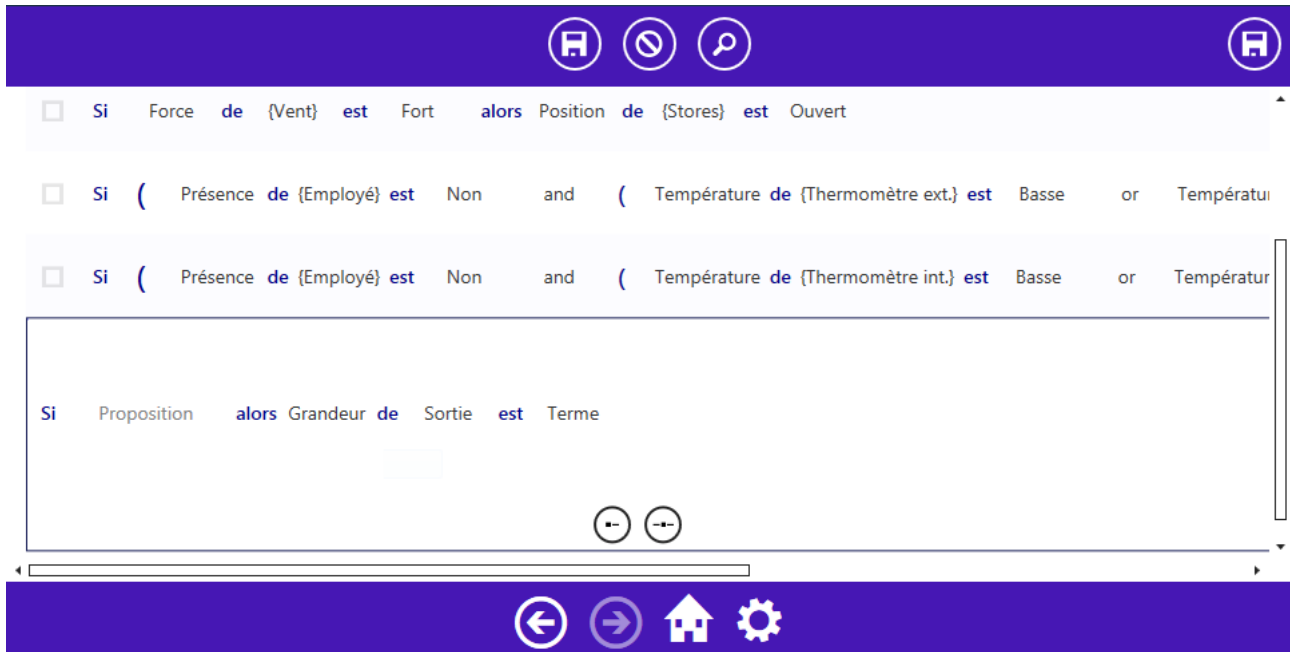 Si Force de {Vent} est Fort alors Position de {Stores} est Ouvert
Si ( Présence de {Employé} est Non and ( Température de {Thermomètre ext.} est Basse or Températu
Si ( Présence de {Employé} est Non and ( Température de {Thermomètre int.} est Basse or Températur
Si Proposition alors Grandeur de Sortie est Terme